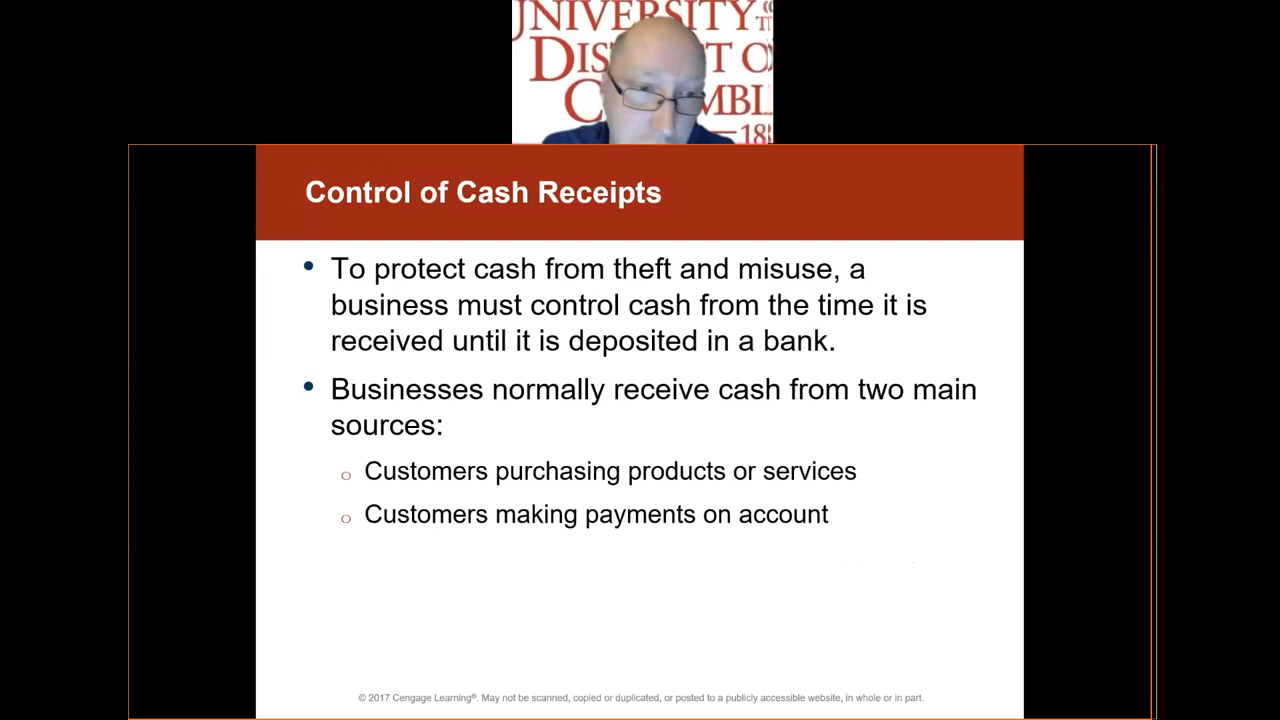 UNIVERSITY
DIS T O
C MBI
18
Control of Cash Receipts
• To protect cash from theft and misuse, a
business must control cash from the time it is
received until it is deposited in a bank.
• Businesses normally receive cash from two main
sources:
o Customers purchasing products or services
o Customers making payments on account
© 2017 Cengage Learning®. May not be scanned, copied or duplicated, or posted to a publicly accessible website, in whole or in part.